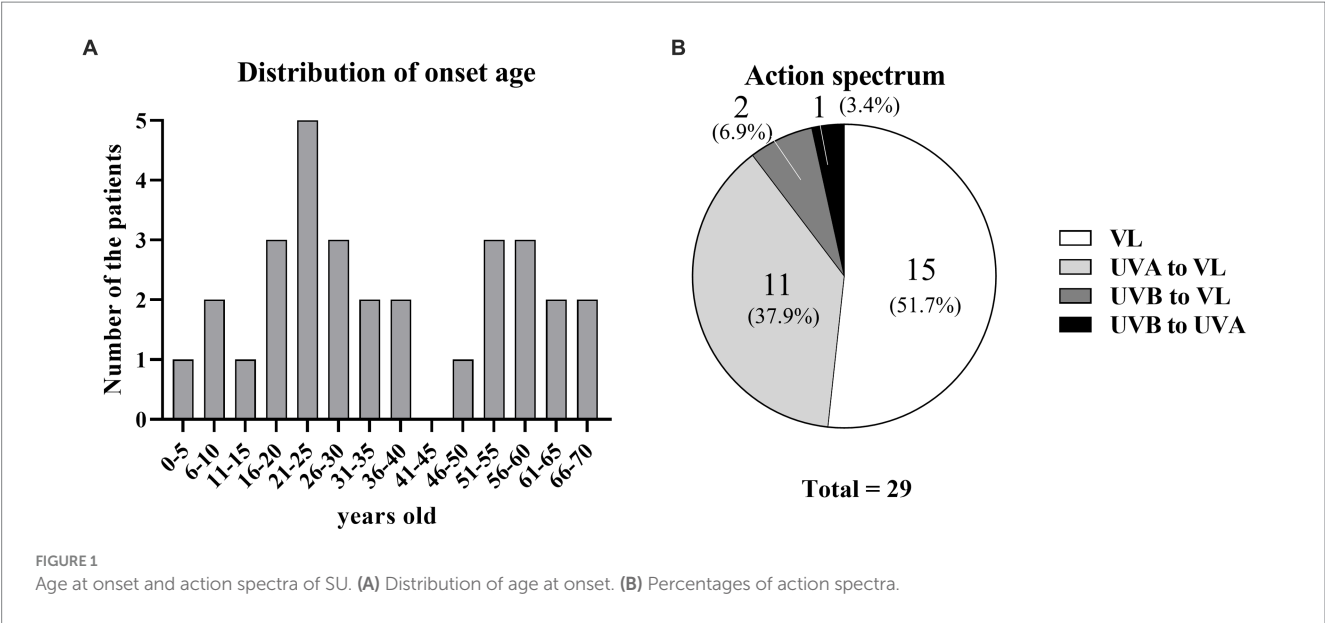 A
Distribution of onset age
Number of the patients
5
4
3
2
1
0
0-5
6-10
11-15
16-20
21-25
26-30
31-35
36-40
41-45
46-50
51-55
56-60
61-65
66-70
years old
B
Action spectrum
2
(6.9%)
1 (3.4%)
11
(37.9%)
15
(51.7%)
VL
UVA to VL
UVB to VL
UVB to UVA
Total = 29
FIGURE 1
Age at onset and action spectra of SU. (A) Distribution of age at onset. (B) Percentages of action spectra.